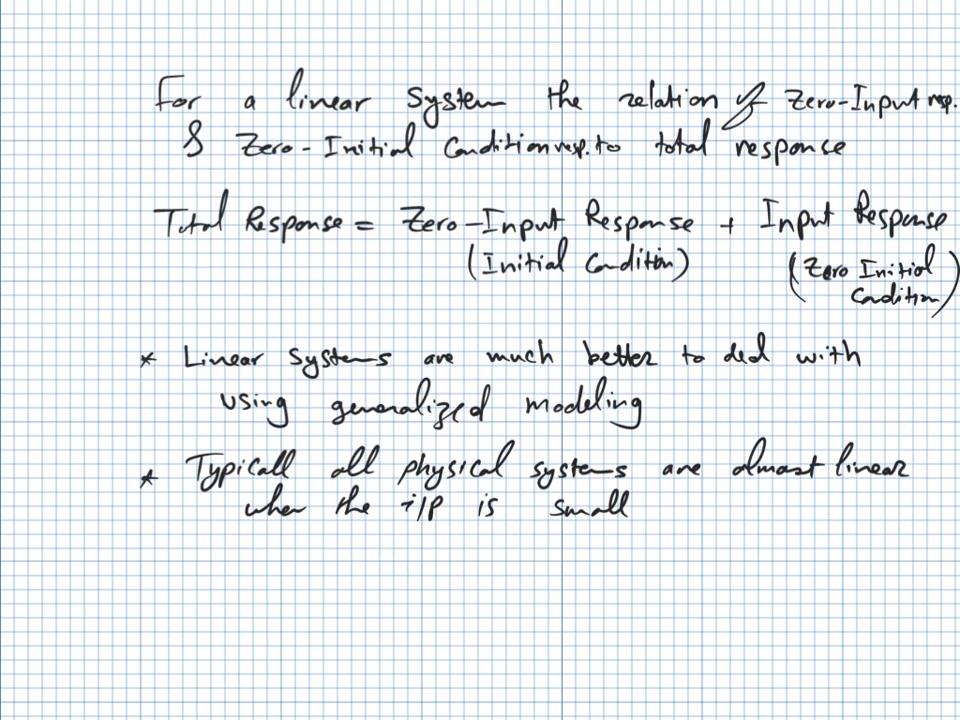 For a linear system the relation of Zero-Input resp.
& Zero-Initial Condition resp. to total response
Total Response = Zero-Input Response + Input Response
(Initial Condition) (Zero Initial
Condition)
* Linear systems are much better to deal with
using generalized modeling
* Typicall all physical systems are almost linear
when the i/p is small